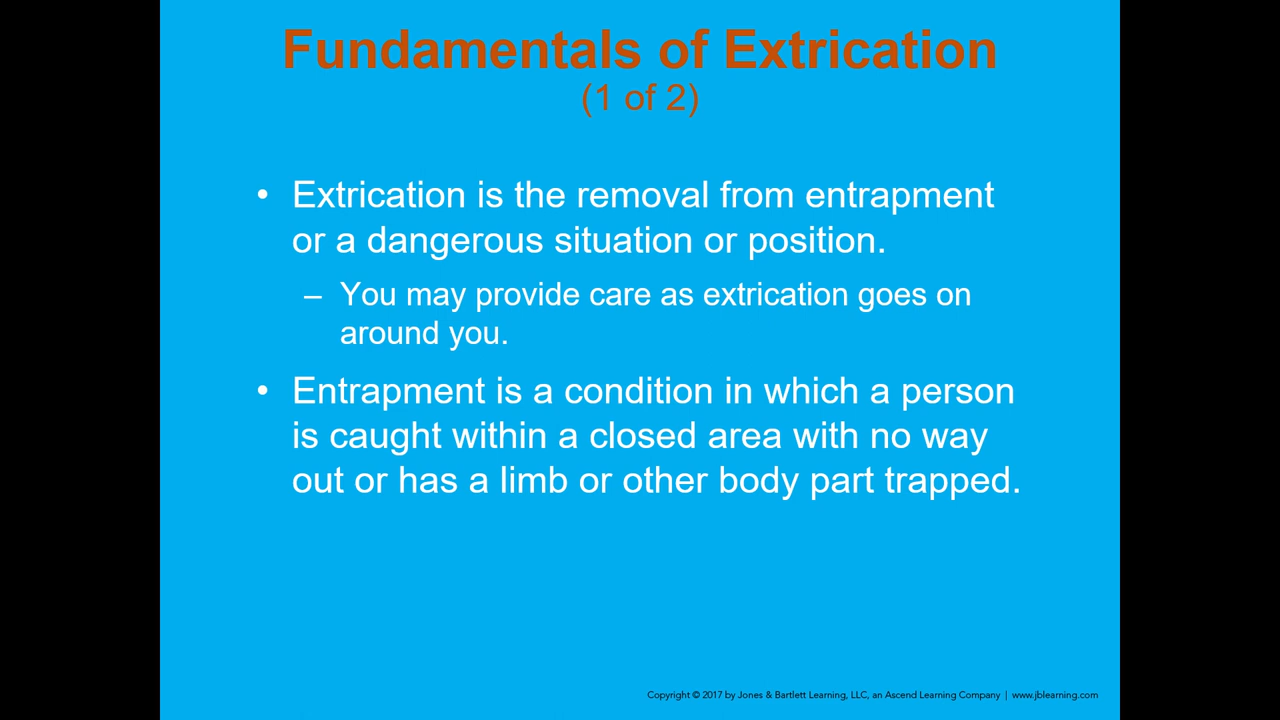 Fundamentals of Extrication
(1 of 2)
• Extrication is the removal from entrapment
or a dangerous situation or position.
– You may provide care as extrication goes on
around you.
• Entrapment is a condition in which a person
is caught within a closed area with no way
out or has a limb or other body part trapped.
Copyright © 2017 by Jones & Bartlett Learning, LLC, an Ascend Learning Company | www.jblearning.com